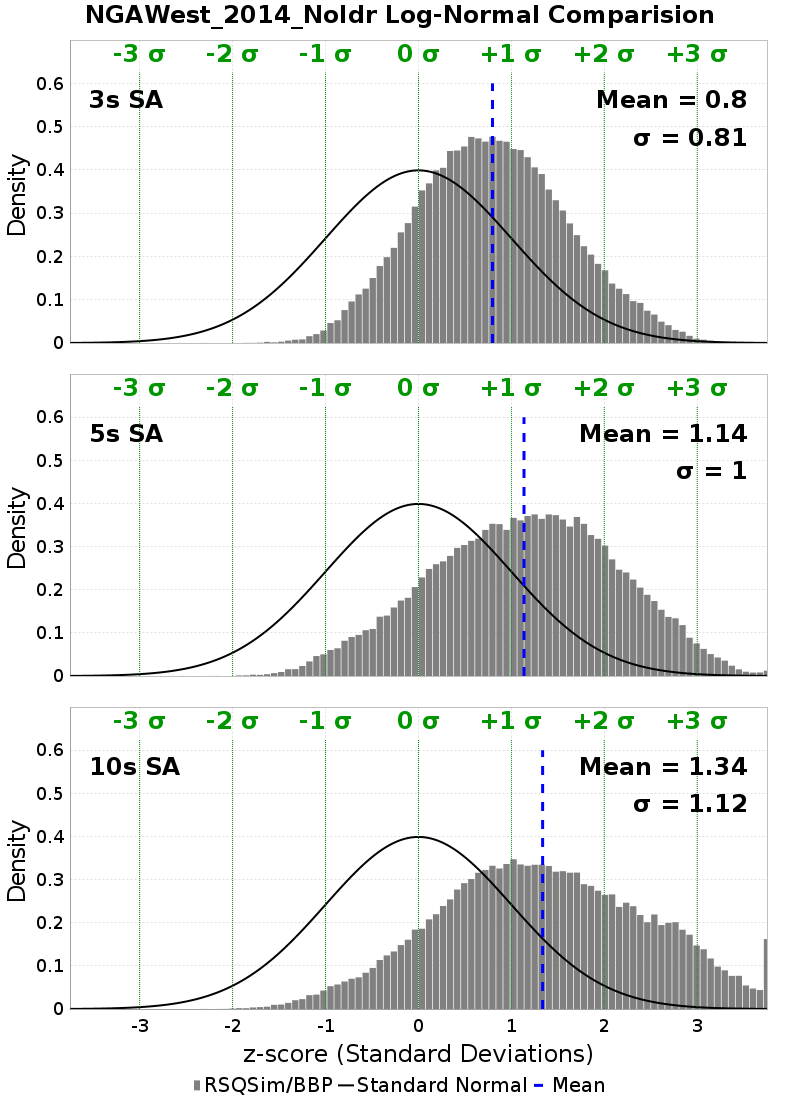 NGAWest_2014_NoIdr Log-Normal Comparision
-3 σ -2 σ -1 σ 0 σ +1 σ +2 σ +3 σ
3s SA
Mean = 0.8
σ = 0.81
0.6
0.5
0.4
0.3
0.2
0.1
0
Density
-3 σ -2 σ -1 σ 0 σ +1 σ +2 σ +3 σ
5s SA
Mean = 1.14
σ = 1
0.6
0.5
0.4
0.3
0.2
0.1
0
Density
-3 σ -2 σ -1 σ 0 σ +1 σ +2 σ +3 σ
10s SA
Mean = 1.34
σ = 1.12
0.6
0.5
0.4
0.3
0.2
0.1
0
Density
-3 -2 -1 0 1 2 3
z-score (Standard Deviations)
RSQSim/BBP Standard Normal Mean